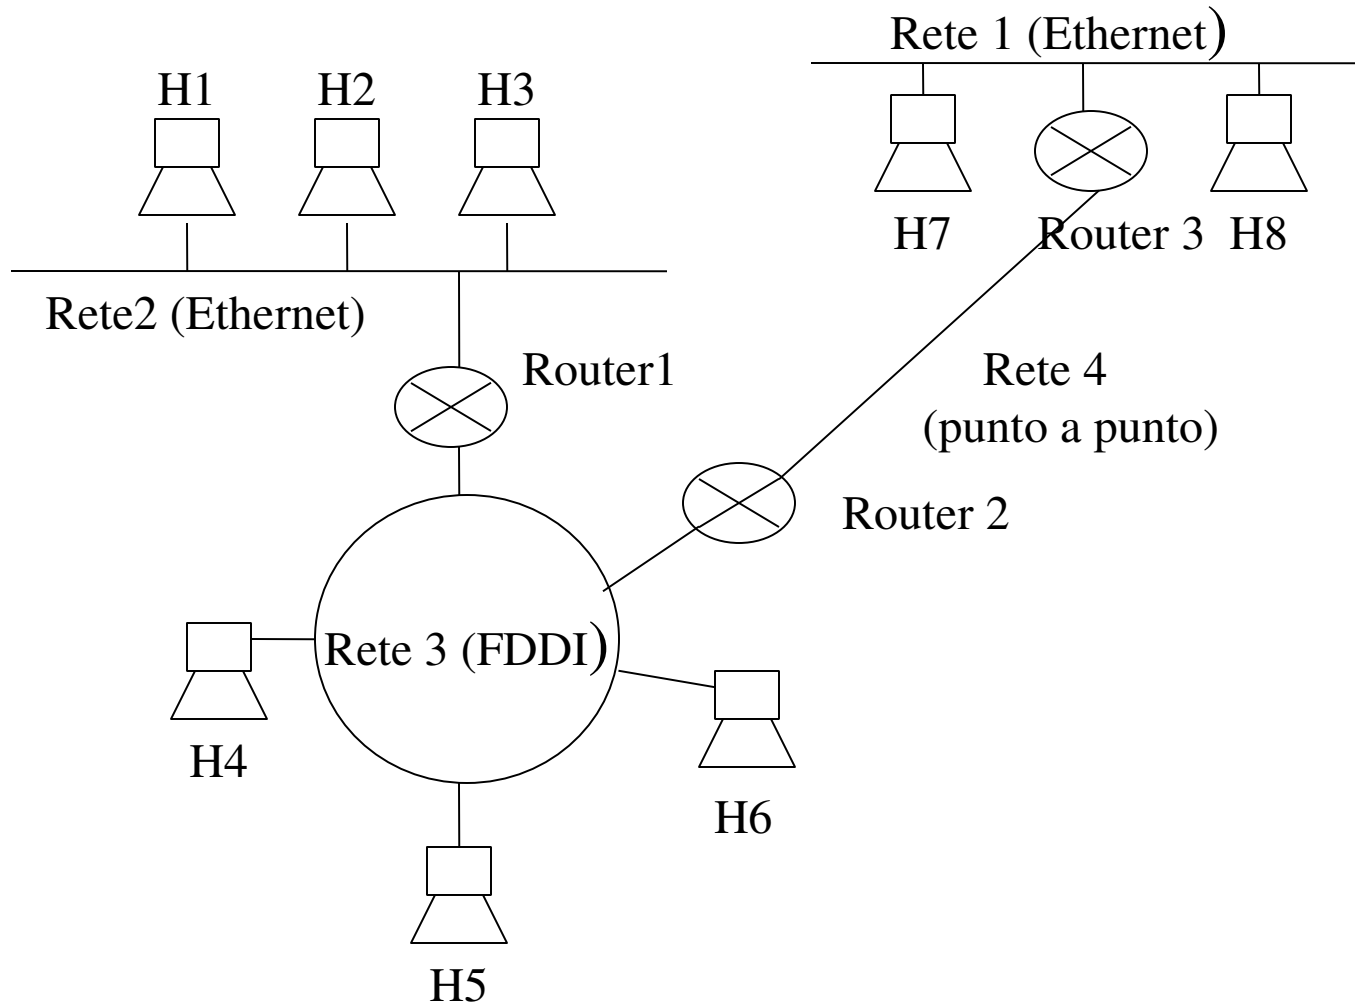 Rete 1 (Ethernet)
H1 H2 H3
H7 Router 3 H8
Rete2 (Ethernet)
Router1
Rete 4
(punto a punto)
Router 2
Rete 3 (FDDI)
H4
H6
H5